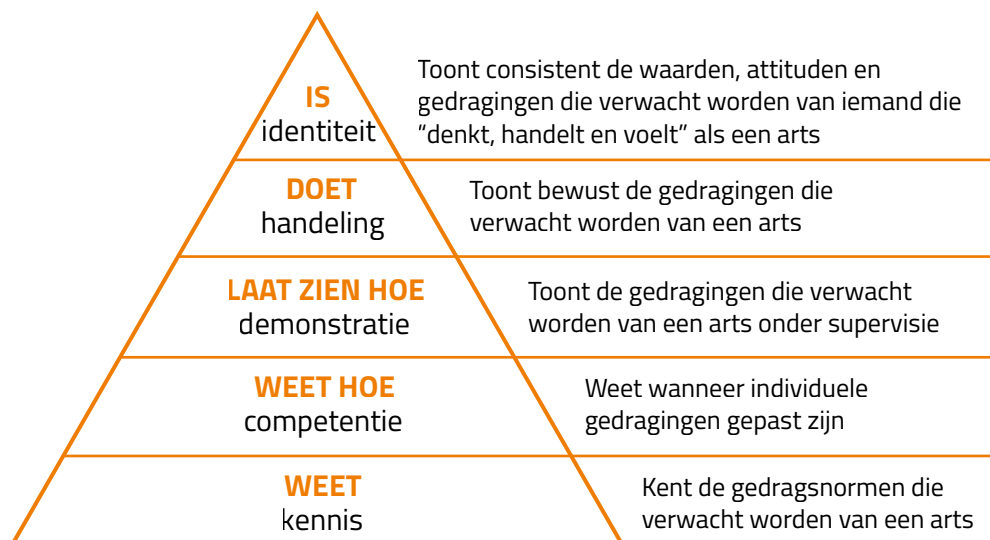 IS
identiteit
Toont consistent de waarden, attituden en
gedragingen die verwacht worden van iemand die
“denkt, handelt en voelt” als een arts
DOET
handeling
Toont bewust de gedragingen die
verwacht worden van een arts
LAAT ZIEN HOE
demonstratie
Toont de gedragingen die verwacht
worden van een arts onder supervisie
WEET HOE
competentie
Weet wanneer individuele
gedragingen gepast zijn
WEET
kennis
Kent de gedragsnormen die
verwacht worden van een arts